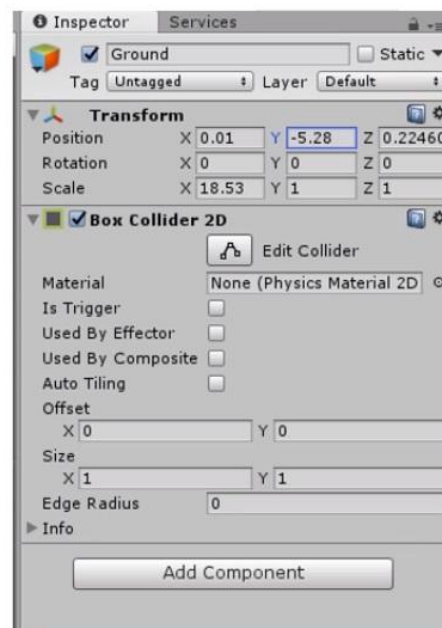 Inspector Services
Ground Static
Tag Untagged Layer Default
Transform
Position X 0.01 Y -5.28 Z 0.22460
Rotation X 0 Y 0 Z 0
Scale X 18.53 Y 1 Z 1
Box Collider 2D
Edit Collider
Material None (Physics Material 2D
Is Trigger
Used By Effector
Used By Composite
Auto Tiling
Offset
X 0 Y 0
Size
X 1 Y 1
Edge Radius 0
Info
Add Component